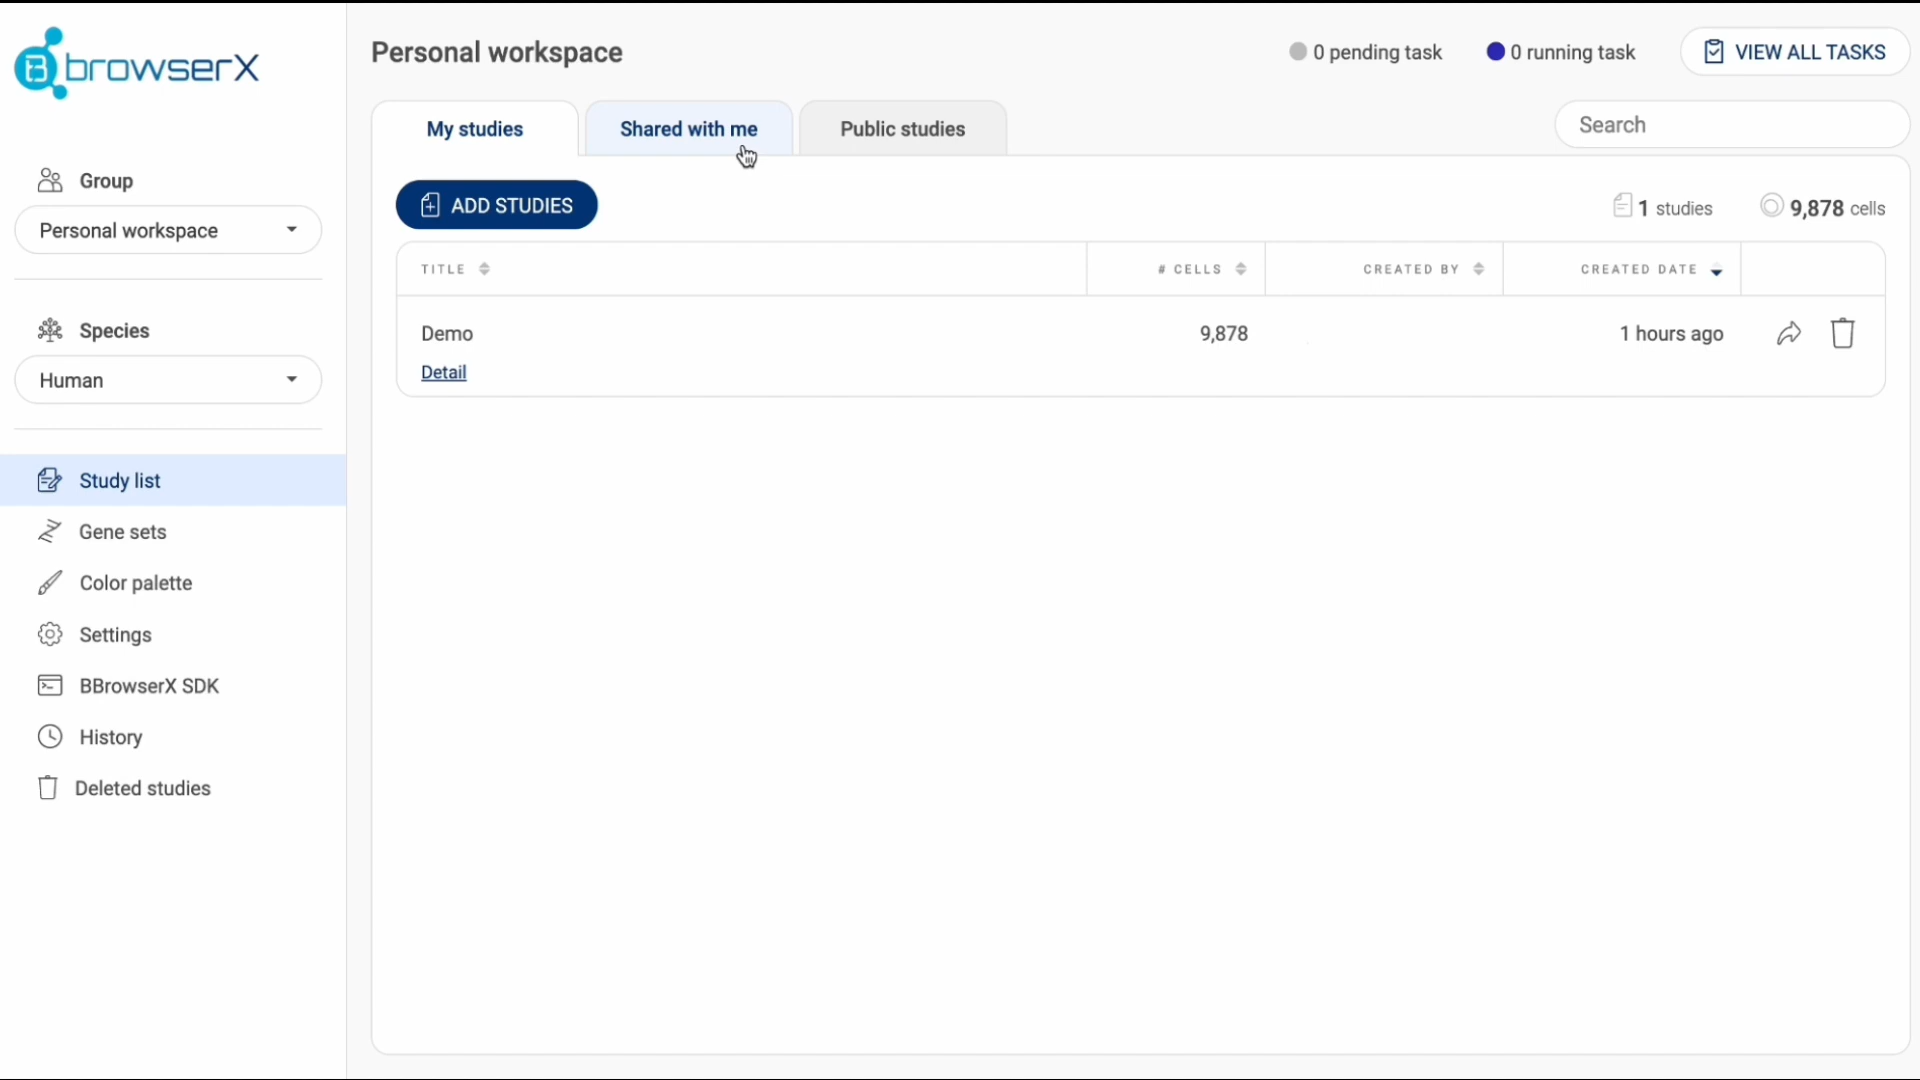 BbrowserX
Personal workspace
0 pending task
0 running task
VIEW ALL TASKS
My studies
Shared with me
Public studies
Search
Group
Personal workspace
ADD STUDIES
1 studies
9,878 cells
TITLE
# CELLS
CREATED BY
CREATED DATE
Demo
9,878
1 hours ago
Detail
Species
Human
Study list
Gene sets
Color palette
Settings
BBrowserX SDK
History
Deleted studies